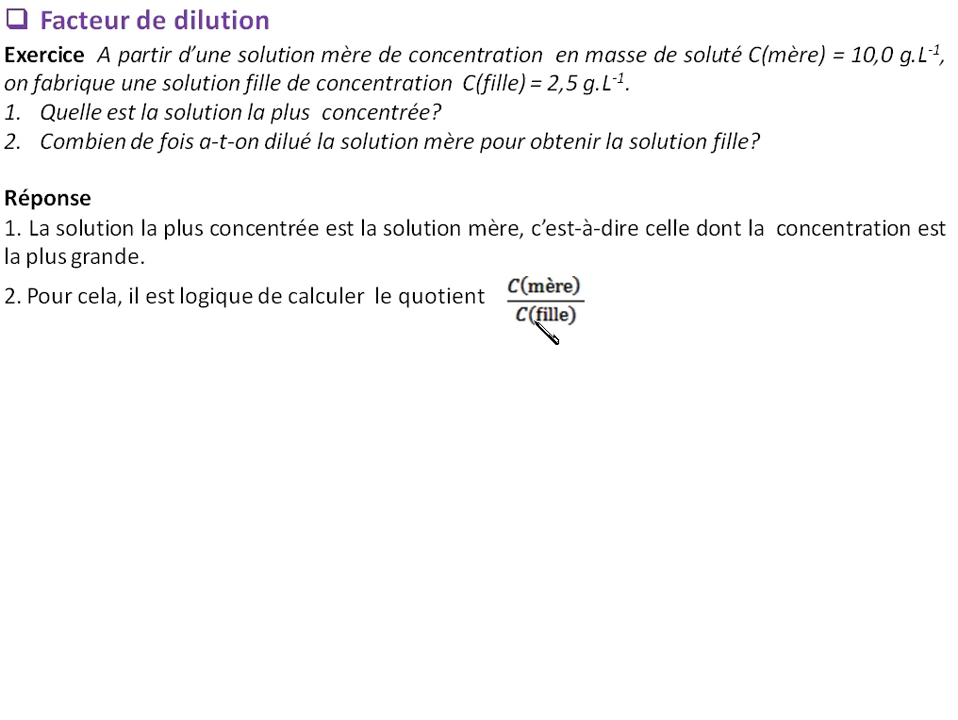 Facteur de dilution
Exercice A partir d’une solution mère de concentration en masse de soluté C(mère) = 10,0 g.L-1,
on fabrique une solution fille de concentration C(fille) = 2,5 g.L-1.
1. Quelle est la solution la plus concentrée?
2. Combien de fois a-t-on dilué la solution mère pour obtenir la solution fille?
Réponse
1. La solution la plus concentrée est la solution mère, c’est-à-dire celle dont la concentration est
la plus grande.
2. Pour cela, il est logique de calculer le quotient C(mère)
C(fille)